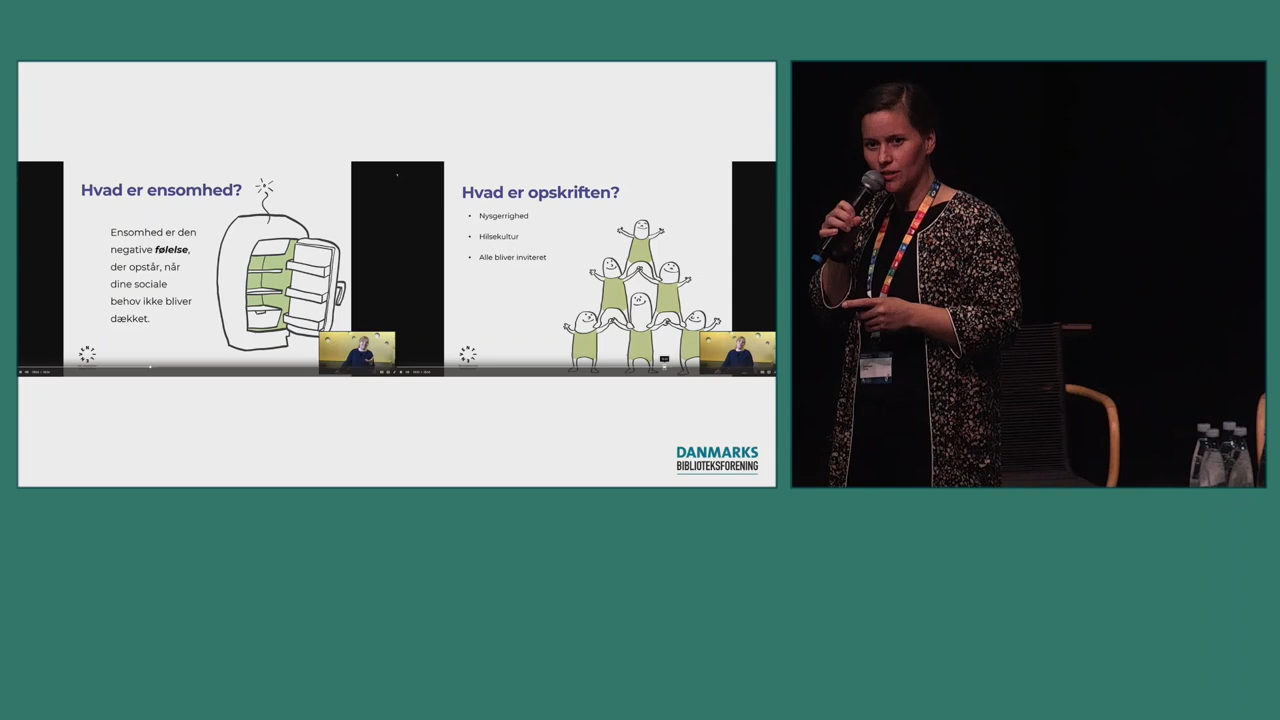 Hvad er ensomhed?
Ensomhed er den
negative følelse,
der opstår, når
dine sociale
behov ikke bliver
dækket.
Hvad er opskriften?
• Nysgerrighed
• Hilsekultur
• Alle bliver inviteret
DANMARKS
BIBLIOTEKSFORENING